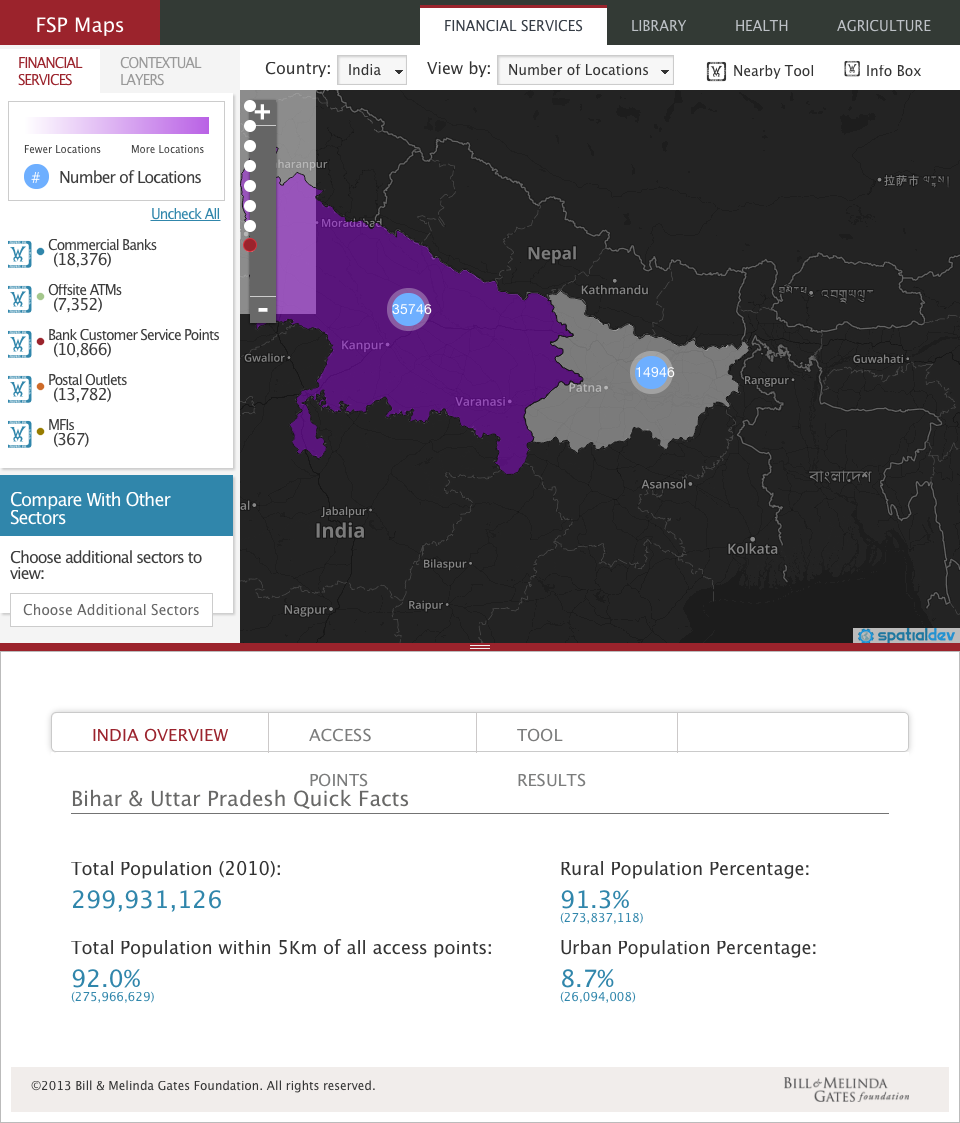 FSP Maps
FINANCIAL SERVICES
LIBRARY
HEALTH
AGRICULTURE
FINANCIAL
SERVICES
CONTEXTUAL
LAYERS
Country:
India
View by:
Number of Locations
Nearby Tool
Info Box
Fewer Locations
More Locations
# Number of Locations
Uncheck All
Commercial Banks
(18,376)
Offsite ATMs
(7,352)
Bank Customer Service Points
(10,866)
Postal Outlets
(13,782)
MFIs
(367)
Compare With Other
Sectors
Choose additional sectors to
view:
Choose Additional Sectors
+
-
haranpur
Moradabad
拉萨市
Nepal
Kathmandu
35746
Kanpur
Gwalior
14946
Patna
Varanasi
Guwahati
Rangpur
বাংলাদেশ
Asansol
al
Jabalpur
India
Kolkata
Bilaspur
Raipur
Nagpur
spatialdev
INDIA OVERVIEW
ACCESS
POINTS
TOOL
RESULTS
Bihar & Uttar Pradesh Quick Facts
Total Population (2010):
299,931,126
Rural Population Percentage:
91.3%
(273,837,118)
Total Population within 5Km of all access points:
92.0%
(275,966,629)
Urban Population Percentage:
8.7%
(26,094,008)
©2013 Bill & Melinda Gates Foundation. All rights reserved.
BILL & MELINDA
GATES foundation